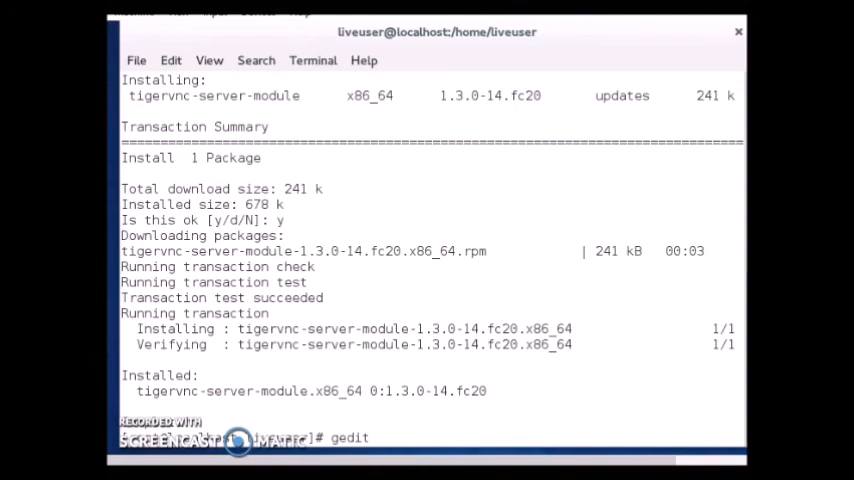 liveuser@localhost:/home/liveuser
File Edit View Search Terminal Help
Installing:
tigervnc-server-module x86_64 1.3.0-14.fc20 updates 241 k
Transaction Summary
================================================================================
Install 1 Package
Total download size: 241 k
Installed size: 678 k
Is this ok [y/d/N]: y
Downloading packages:
tigervnc-server-module-1.3.0-14.fc20.x86_64.rpm | 241 kB 00:03
Running transaction check
Running transaction test
Transaction test succeeded
Running transaction
Installing : tigervnc-server-module-1.3.0-14.fc20.x86_64 1/1
Verifying : tigervnc-server-module-1.3.0-14.fc20.x86_64 1/1
Installed:
tigervnc-server-module.x86_64 0:1.3.0-14.fc20
RECORDED WITH
SCREENCAST MATIC
]# gedit